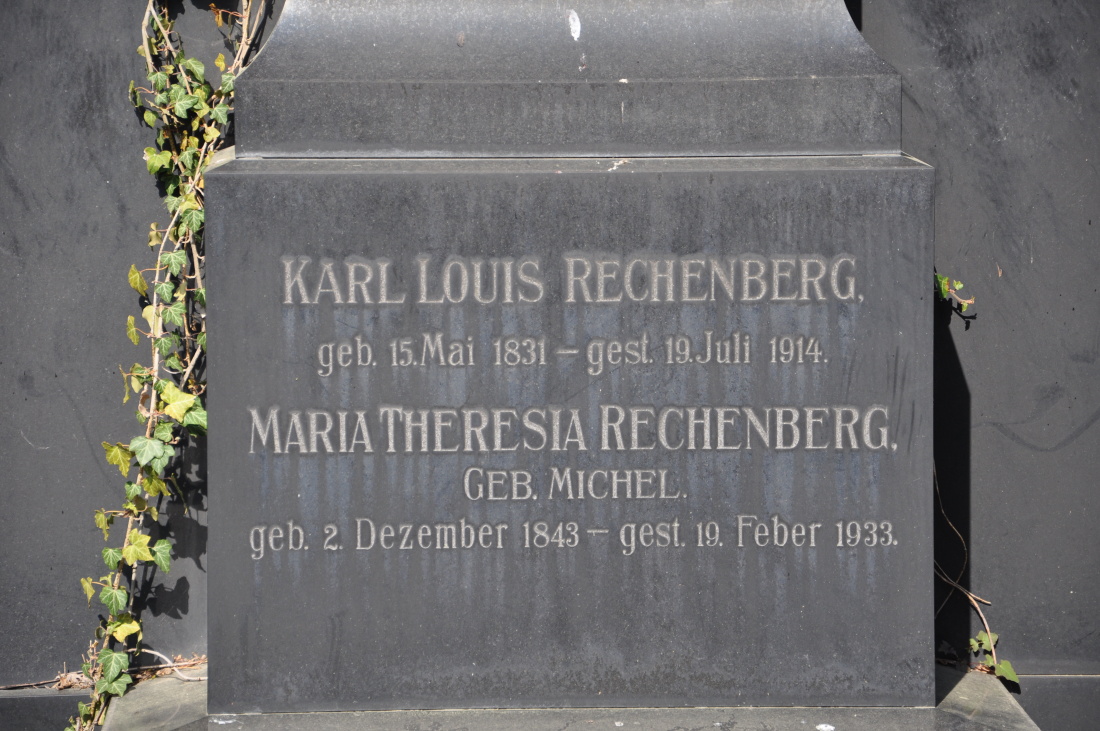 KARL LOUIS RECHENBERG,
geb. 15. Mai 1831 – gest. 19. Juli 1914.
MARIA THERESIA RECHENBERG,
GEB. MICHEL.
geb. 2. Dezember 1843 – gest. 19. Feber 1933.